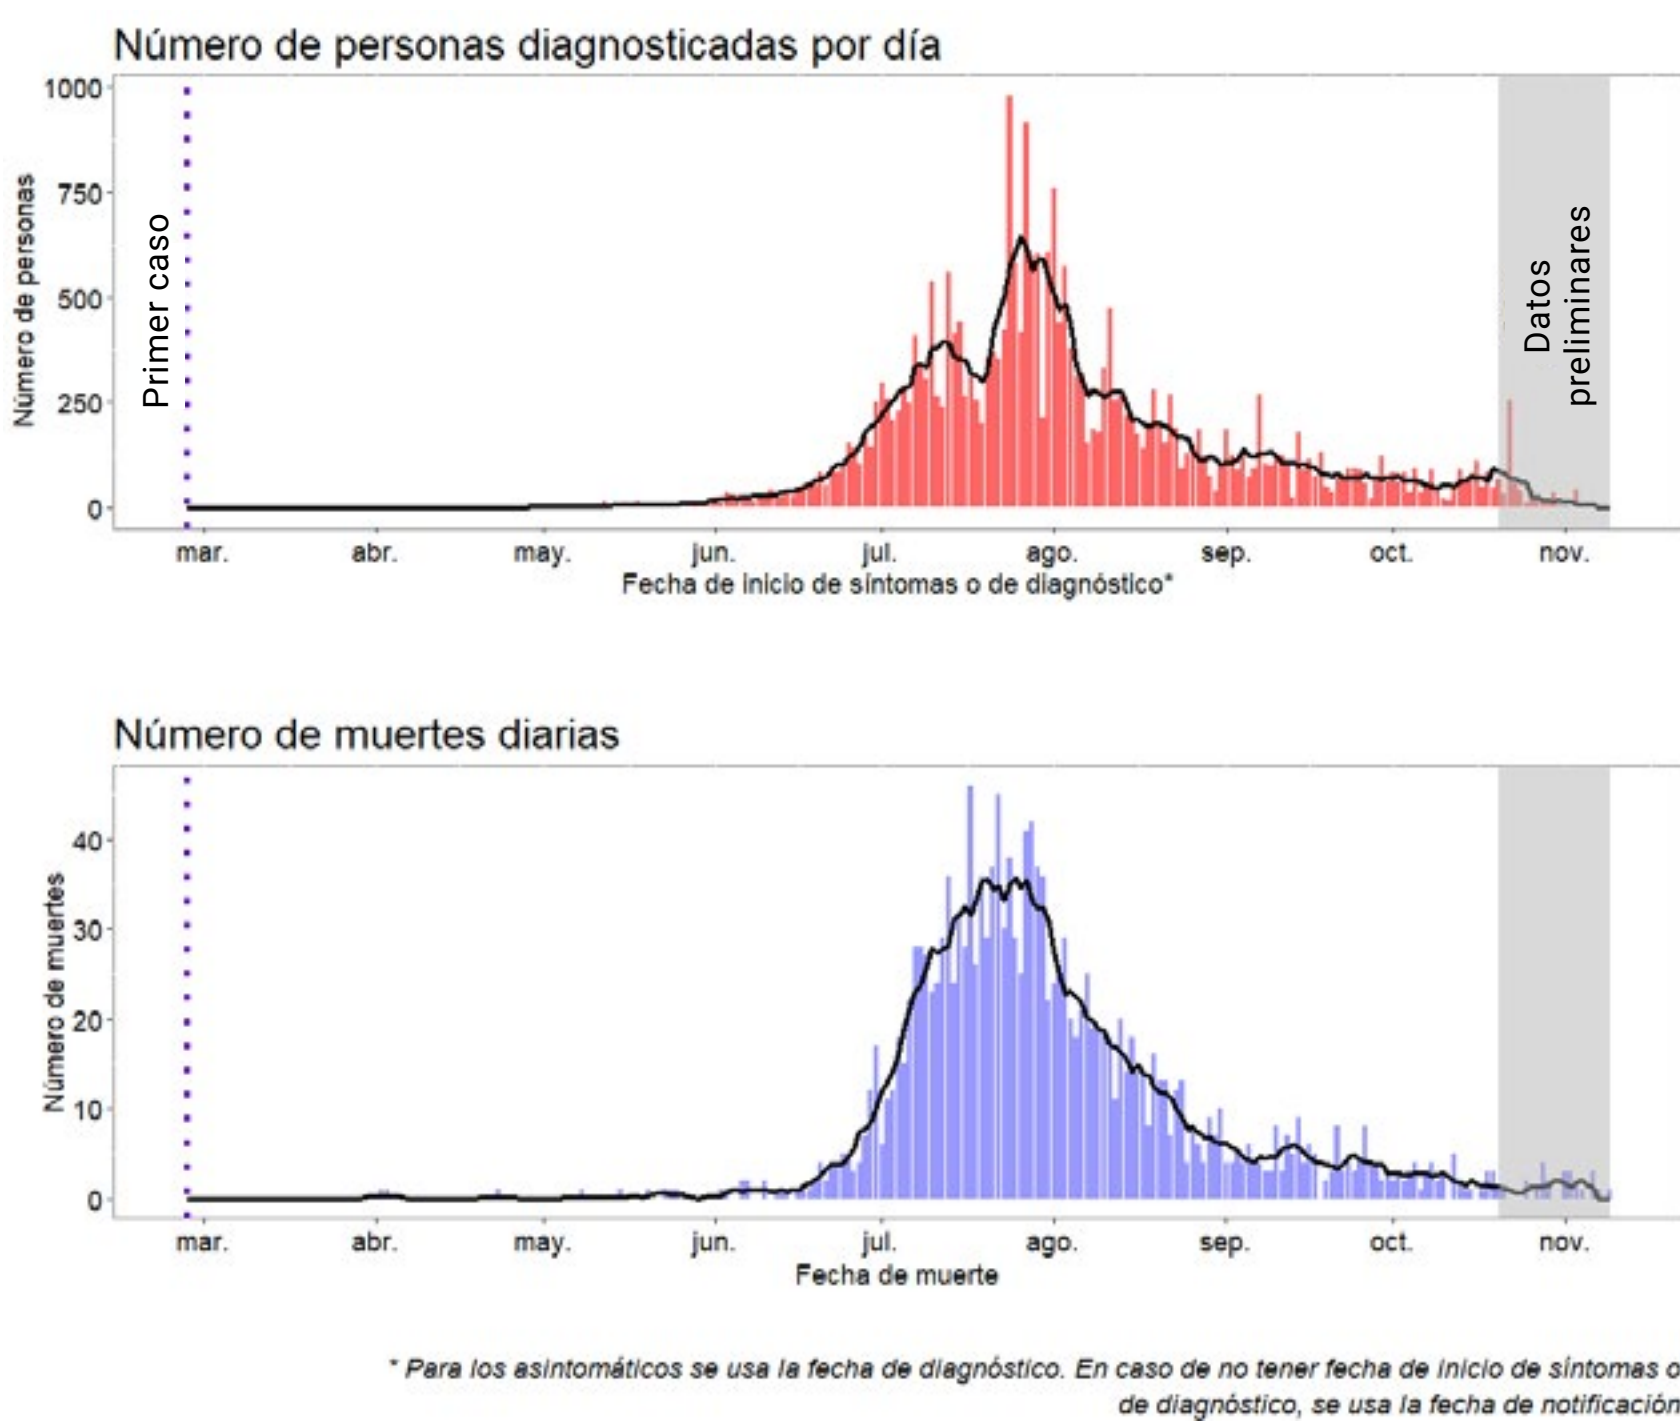 Número de personas diagnosticadas por día
Número de personas
1000
750
500
250
0
Primer caso
Datos
preliminares
mar. abr. may. jun. jul. ago. sep. oct. nov.
Fecha de inicio de síntomas o de diagnóstico*
Número de muertes diarias
Número de muertes
40
30
20
10
0
mar. abr. may. jun. jul. ago. sep. oct. nov.
Fecha de muerte
* Para los asintomáticos se usa la fecha de diagnóstico. En caso de no tener fecha de inicio de síntomas o
de diagnóstico, se usa la fecha de notificación